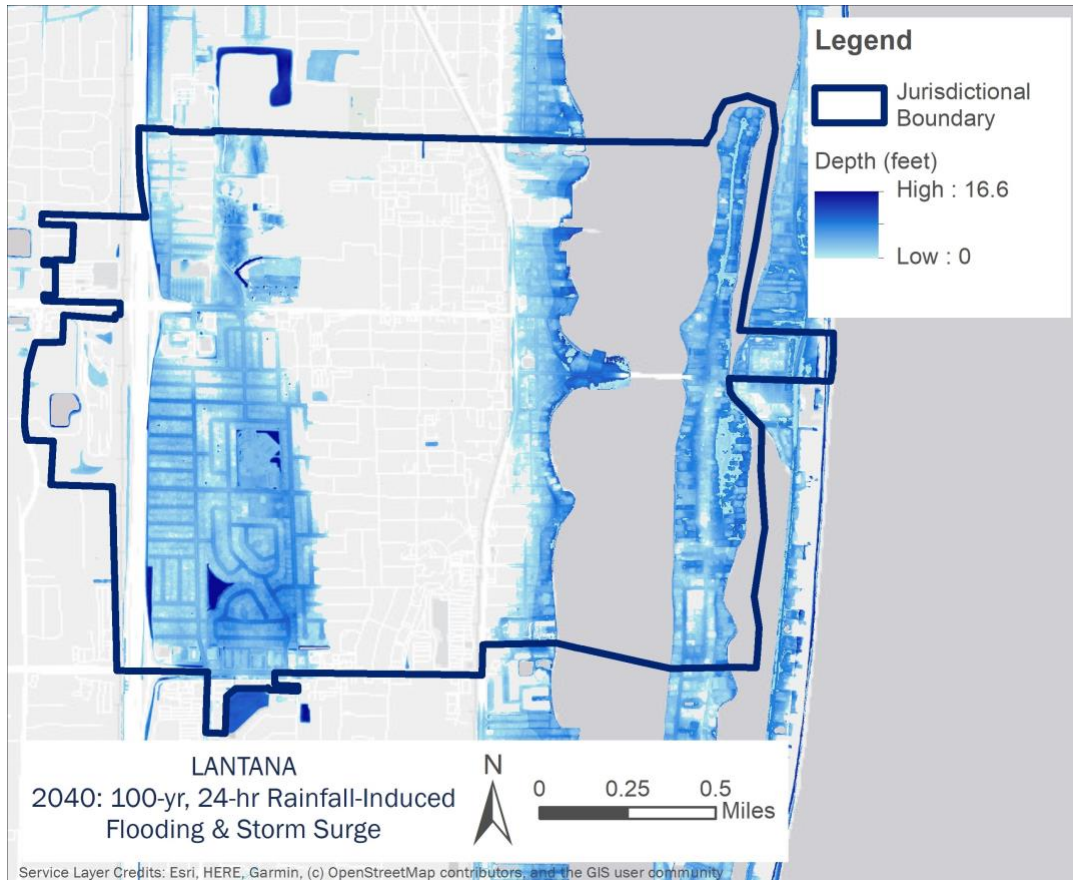 Legend
Jurisdictional
Boundary
Depth (feet)
High : 16.6
Low : 0
LANTANA
2040: 100-yr, 24-hr Rainfall-Induced
Flooding & Storm Surge
N
0 0.25 0.5
Miles
Service Layer Credits: Esri, HERE, Garmin, (c) OpenStreetMap contributors, and the GIS user community